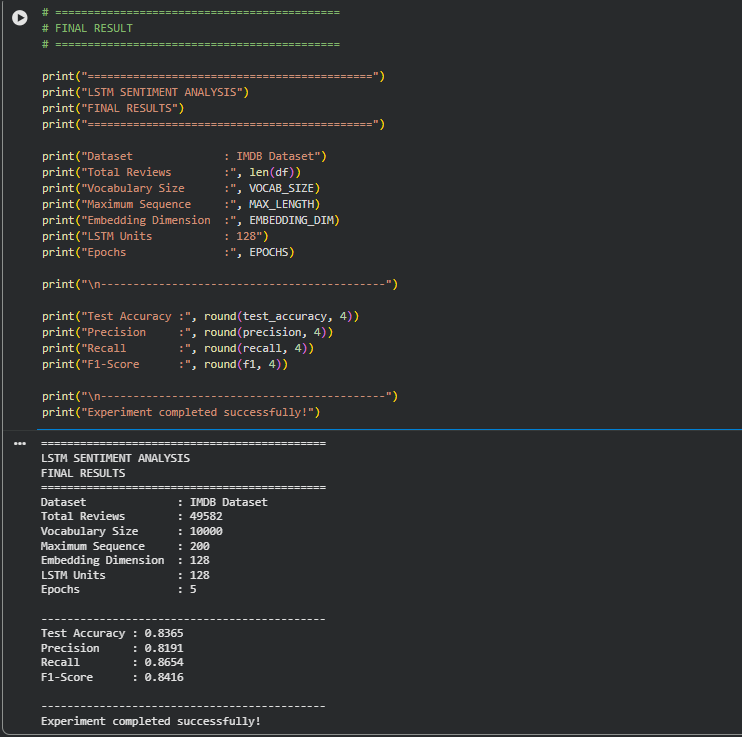 # ============================================
# FINAL RESULT
# ============================================
print("============================================")
print("LSTM SENTIMENT ANALYSIS")
print("FINAL RESULTS")
print("============================================")
print("Dataset              : IMDB Dataset")
print("Total Reviews        :", len(df))
print("Vocabulary Size      :", VOCAB_SIZE)
print("Maximum Sequence     :", MAX_LENGTH)
print("Embedding Dimension  :", EMBEDDING_DIM)
print("LSTM Units           : 128")
print("Epochs               :", EPOCHS)
print("\n--------------------------------------------")
print("Test Accuracy :", round(test_accuracy, 4))
print("Precision     :", round(precision, 4))
print("Recall        :", round(recall, 4))
print("F1-Score      :", round(f1, 4))
print("\n--------------------------------------------")
print("Experiment completed successfully!")
============================================
LSTM SENTIMENT ANALYSIS
FINAL RESULTS
============================================
Dataset              : IMDB Dataset
Total Reviews        : 49582
Vocabulary Size      : 10000
Maximum Sequence     : 200
Embedding Dimension  : 128
LSTM Units           : 128
Epochs               : 5
--------------------------------------------
Test Accuracy : 0.8365
Precision     : 0.8191
Recall        : 0.8654
F1-Score      : 0.8416
--------------------------------------------
Experiment completed successfully!